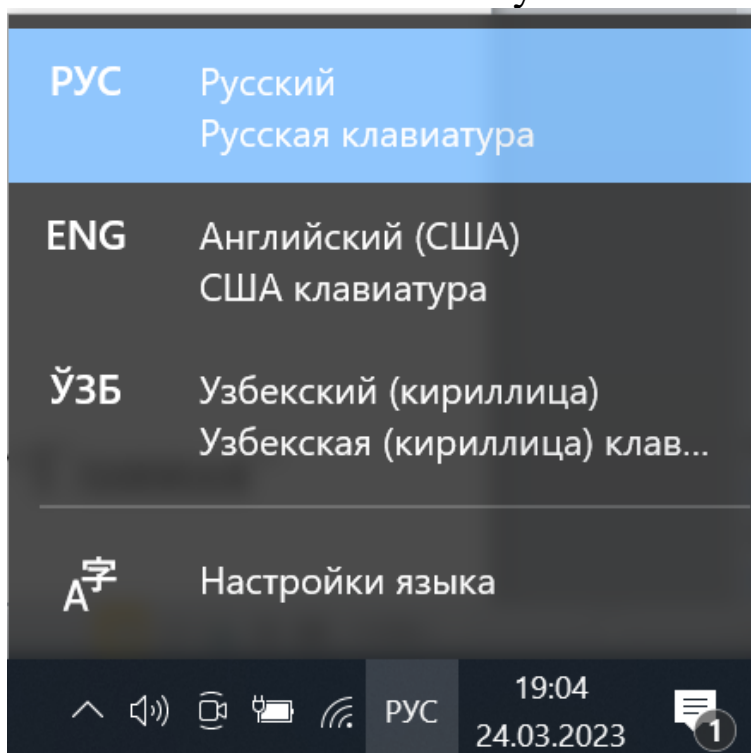 РУС Русский
Русская клавиатура
ENG Английский (США)
США клавиатура
ЎЗБ Узбекский (кириллица)
Узбекская (кириллица) клав...
Настройки языка
РУС 19:04
24.03.2023
1